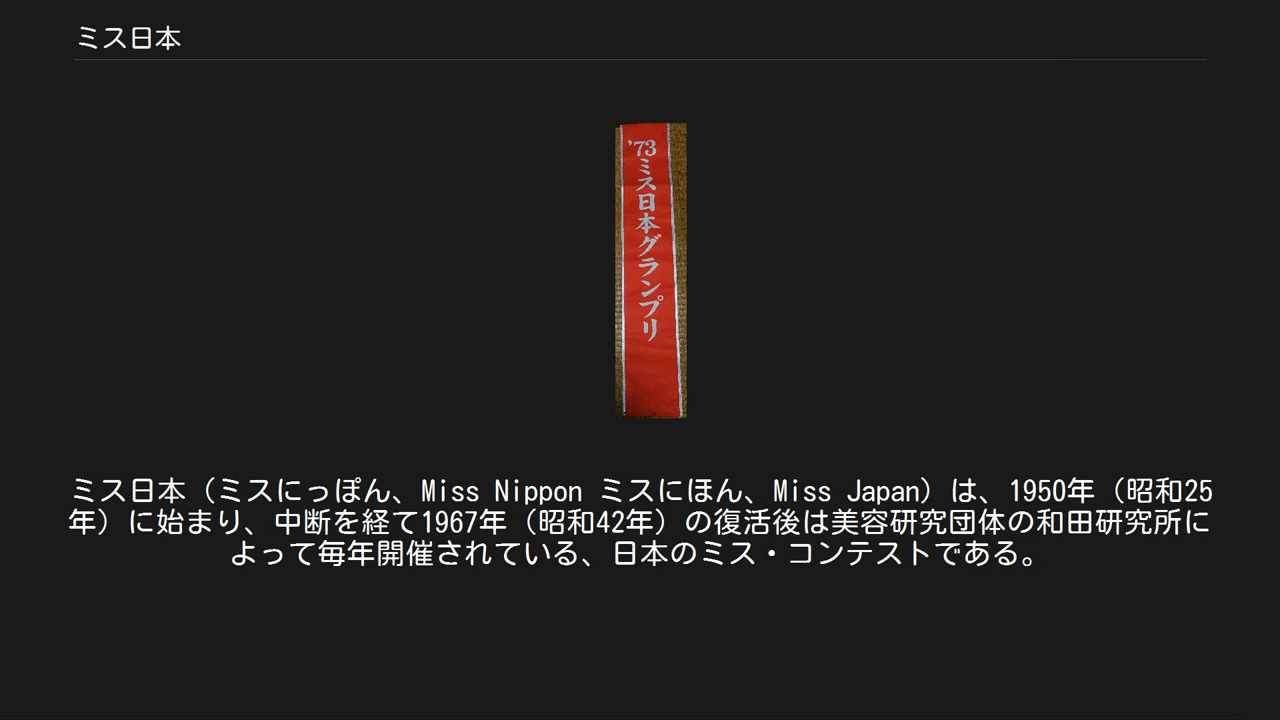 ミス日本
'73ミス日本グランプリ
ミス日本（ミスにっぽん、Miss Nippon ミスにほん、Miss Japan）は、1950年（昭和25
年）に始まり、中断を経て1967年（昭和42年）の復活後は美容研究団体の和田研究所に
よって毎年開催されている、日本のミス・コンテストである。